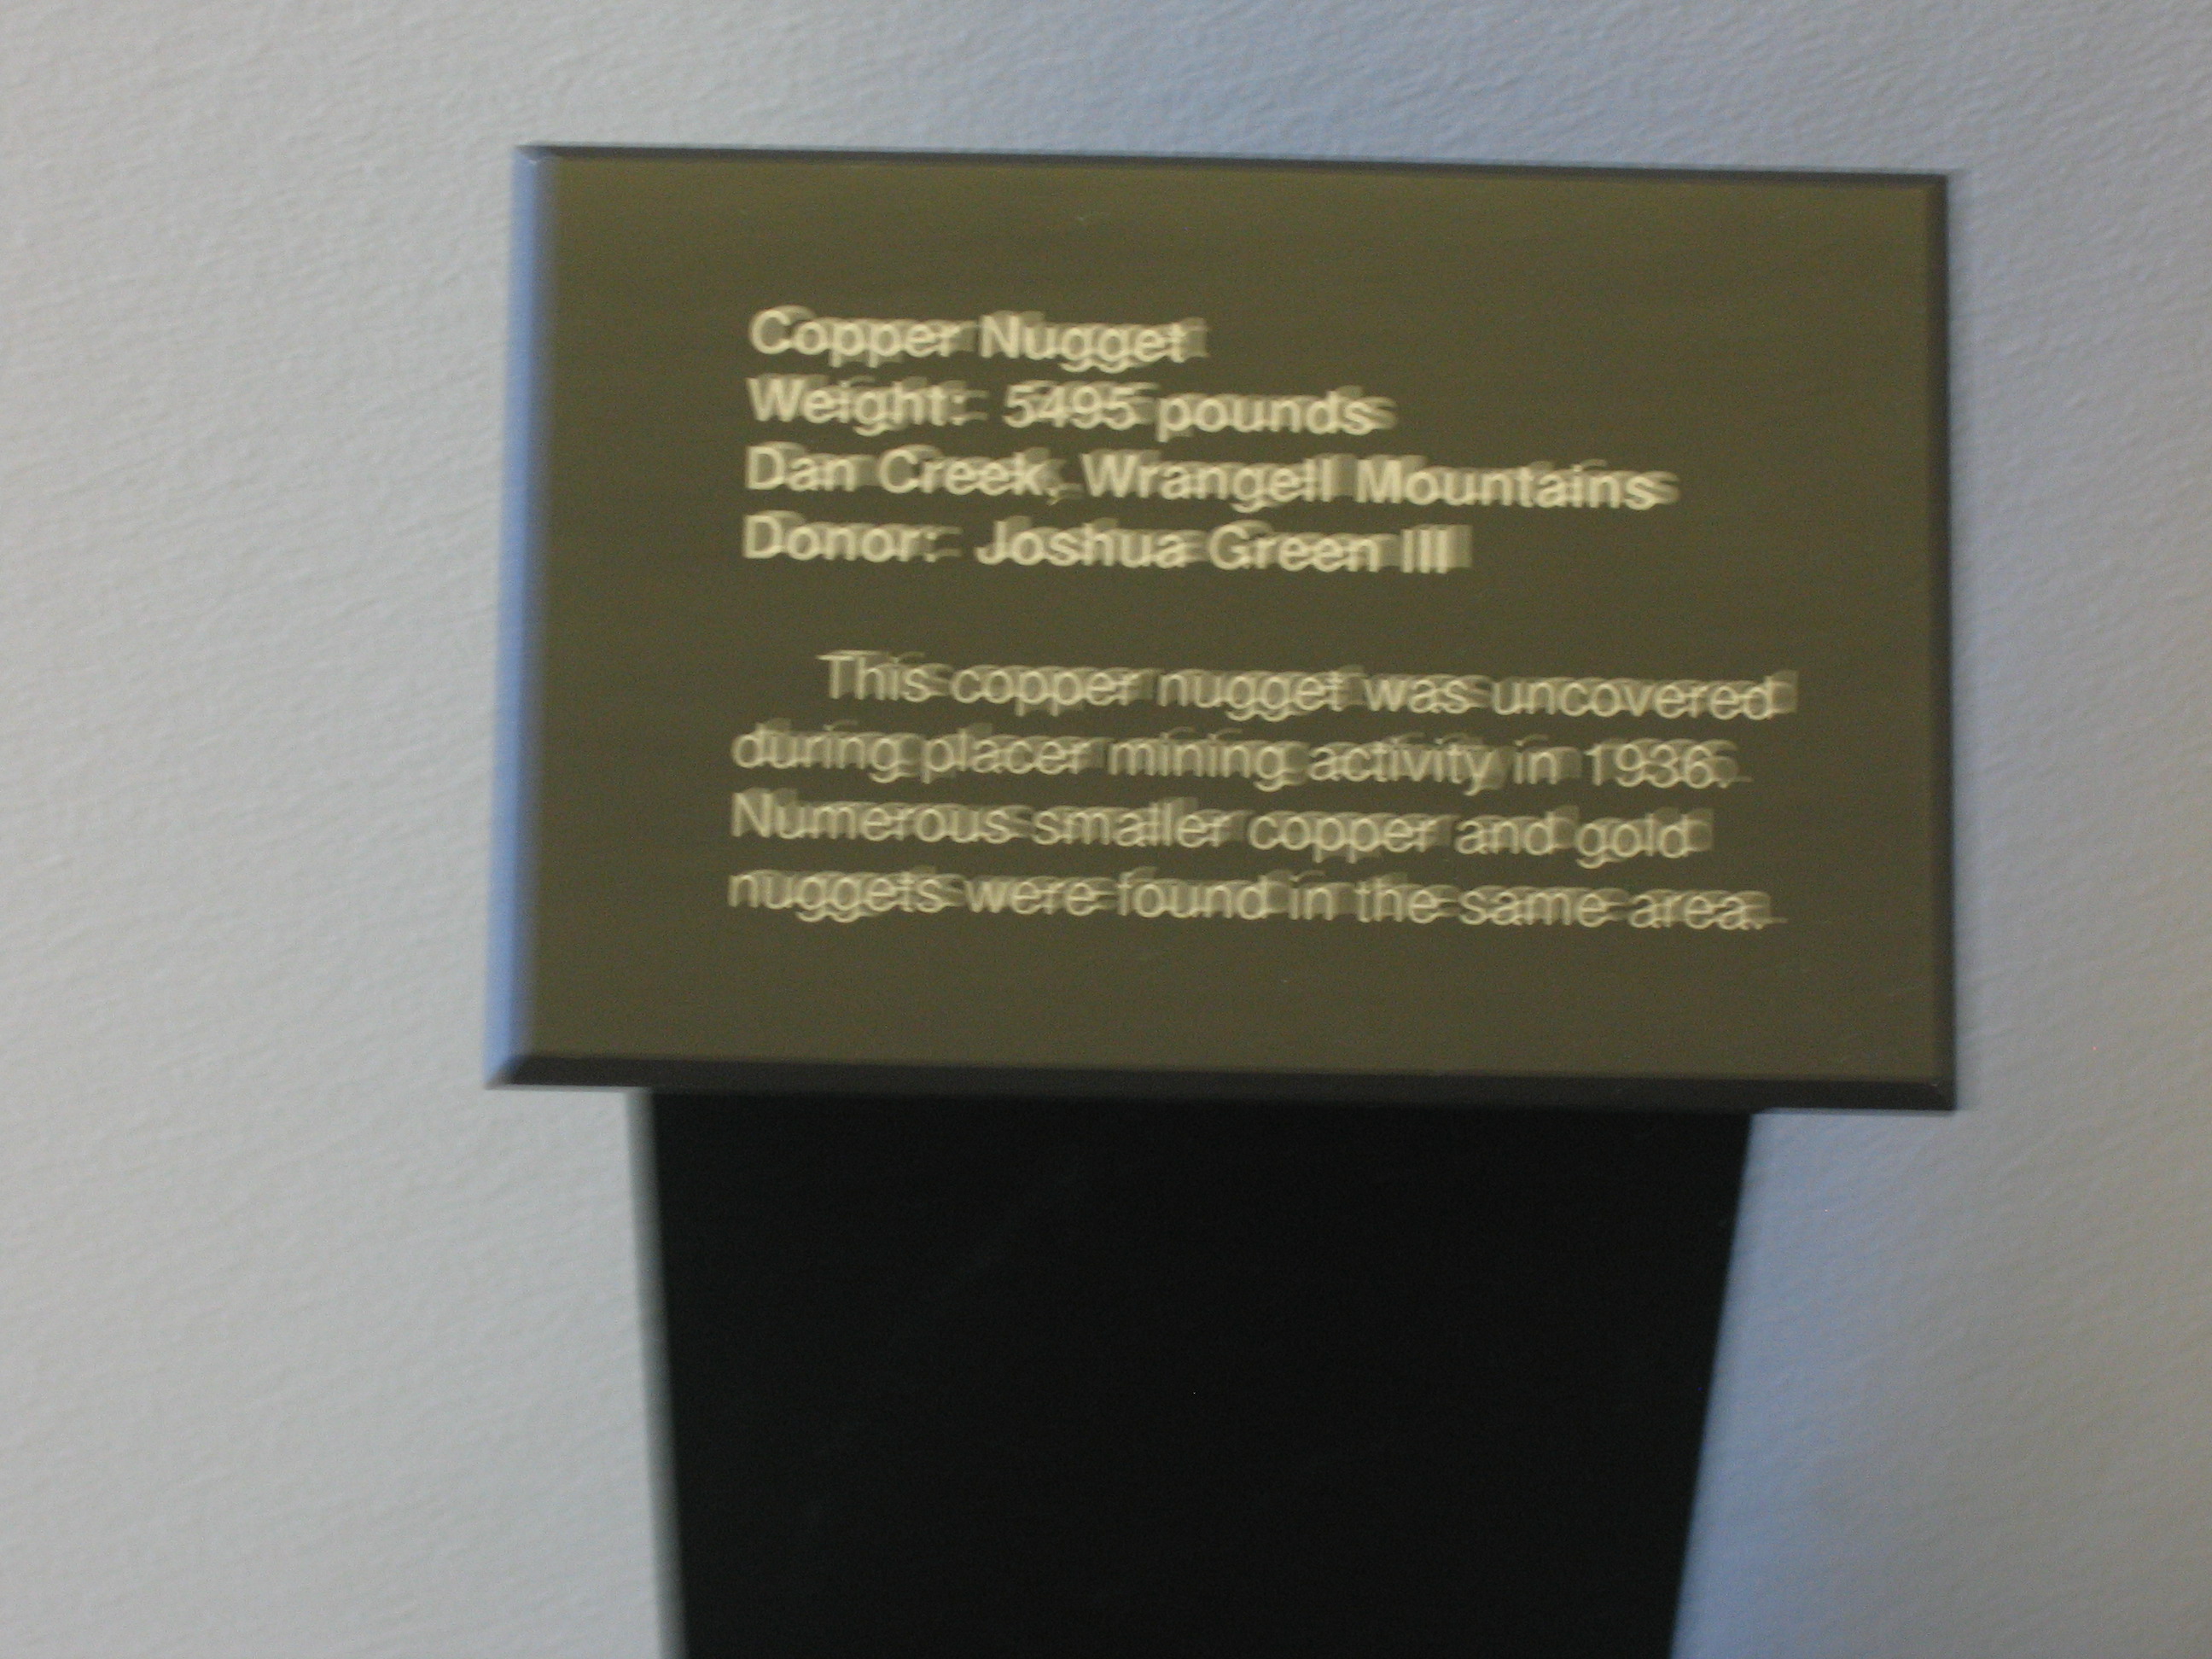 Copper Nugget
Weight: 5495 pounds
Dan Creek, Wrangell Mountains
Donor: Joshua Green III
This copper nugget was uncovered
during placer mining activity in 1936.
Numerous smaller copper and gold
nuggets were found in the same area.